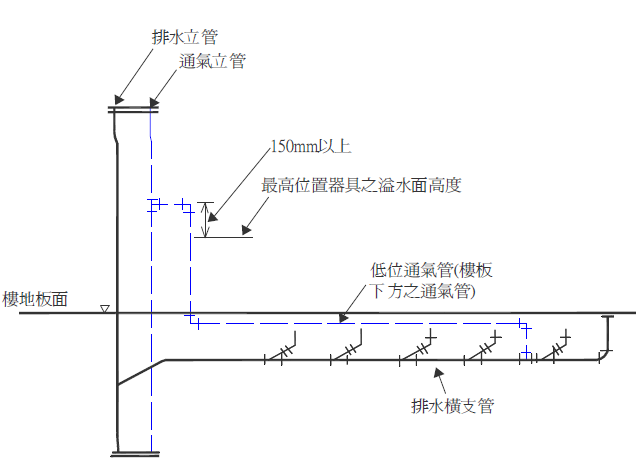 排水立管
通氣立管
150mm以上
最高位置器具之溢水面高度
低位通氣管(樓板
下方之通氣管)
樓地板面
排水橫支管